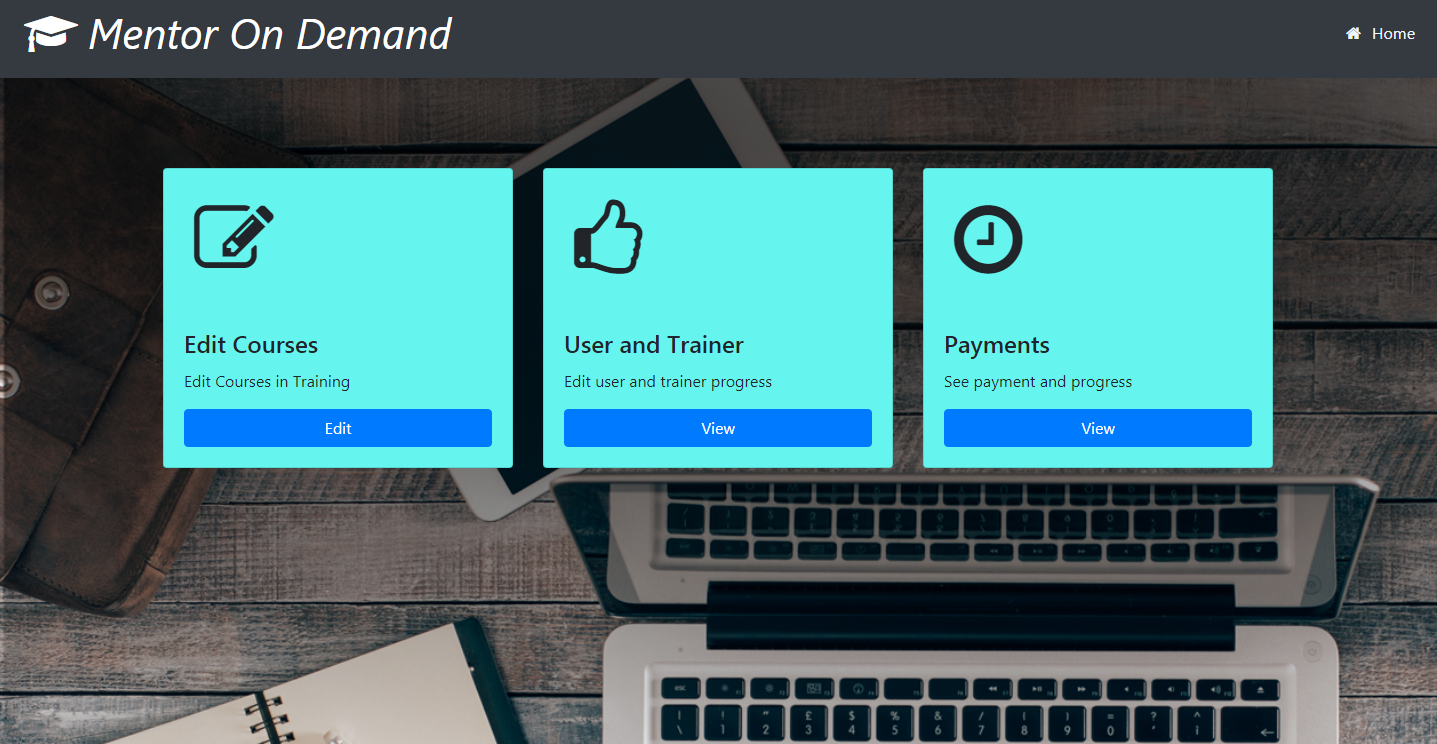 Mentor On Demand
Home
Edit Courses
Edit Courses in Training
Edit
User and Trainer
Edit user and trainer progress
View
Payments
See payment and progress
View
esc